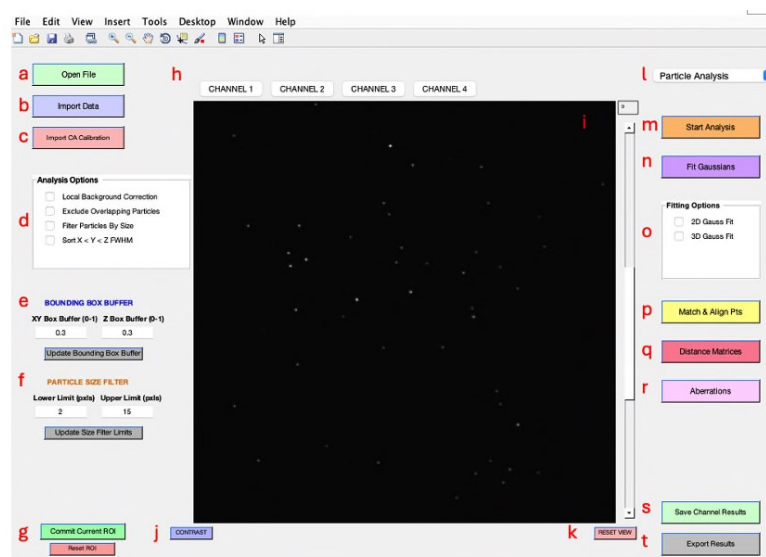 File Edit View Insert Tools Desktop Window Help
a Open File
b Import Data
c Import CA Calibration
Analysis Options
d
Local Background Correction
Exclude Overlapping Particles
Filter Particles By Size
Sort X < Y < Z FWHM
e BOUNDING BOX BUFFER
XY Box Buffer (0-1) Z Box Buffer (0-1)
0.3 0.3
Update Bounding Box Buffer
f PARTICLE SIZE FILTER
Lower Limit (pxls) Upper Limit (pxls)
2 15
Update Size Filter Limits
g Commit Current ROI
Reset ROI
h
CHANNEL 1 CHANNEL 2 CHANNEL 3 CHANNEL 4
i
j CONTRAST
k RESET VIEW
l Particle Analysis
m Start Analysis
n Fit Gaussians
Fitting Options
o
2D Gauss Fit
3D Gauss Fit
p Match & Align Pts
q Distance Matrices
r Aberrations
s Save Channel Results
t Export Results